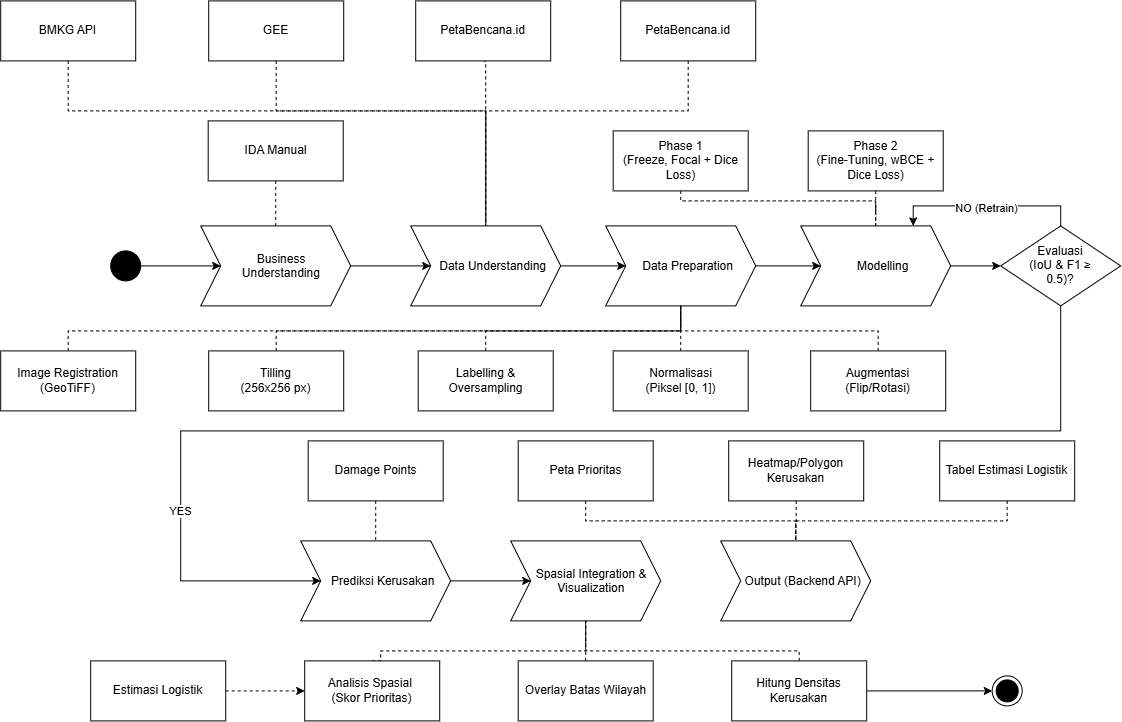 BMKG API
GEE
PetaBencana.id
PetaBencana.id
IDA Manual
Phase 1
(Freeze, Focal + Dice
Loss)
Phase 2
(Fine-Tuning, wBCE +
Dice Loss)
NO (Retrain)
Business
Understanding
Data Understanding
Data Preparation
Modelling
Evaluasi
(IoU & F1 ≥
0.5)?
Image Registration
(GeoTiFF)
Tilling
(256x256 px)
Labelling &
Oversampling
Normalisasi
(Piksel [0, 1])
Augmentasi
(Flip/Rotasi)
Damage Points
Peta Prioritas
Heatmap/Polygon
Kerusakan
Tabel Estimasi Logistik
YES
Prediksi Kerusakan
Spasial Integration &
Visualization
Output (Backend API)
Estimasi Logistik
Analisis Spasial
(Skor Prioritas)
Overlay Batas Wilayah
Hitung Densitas
Kerusakan